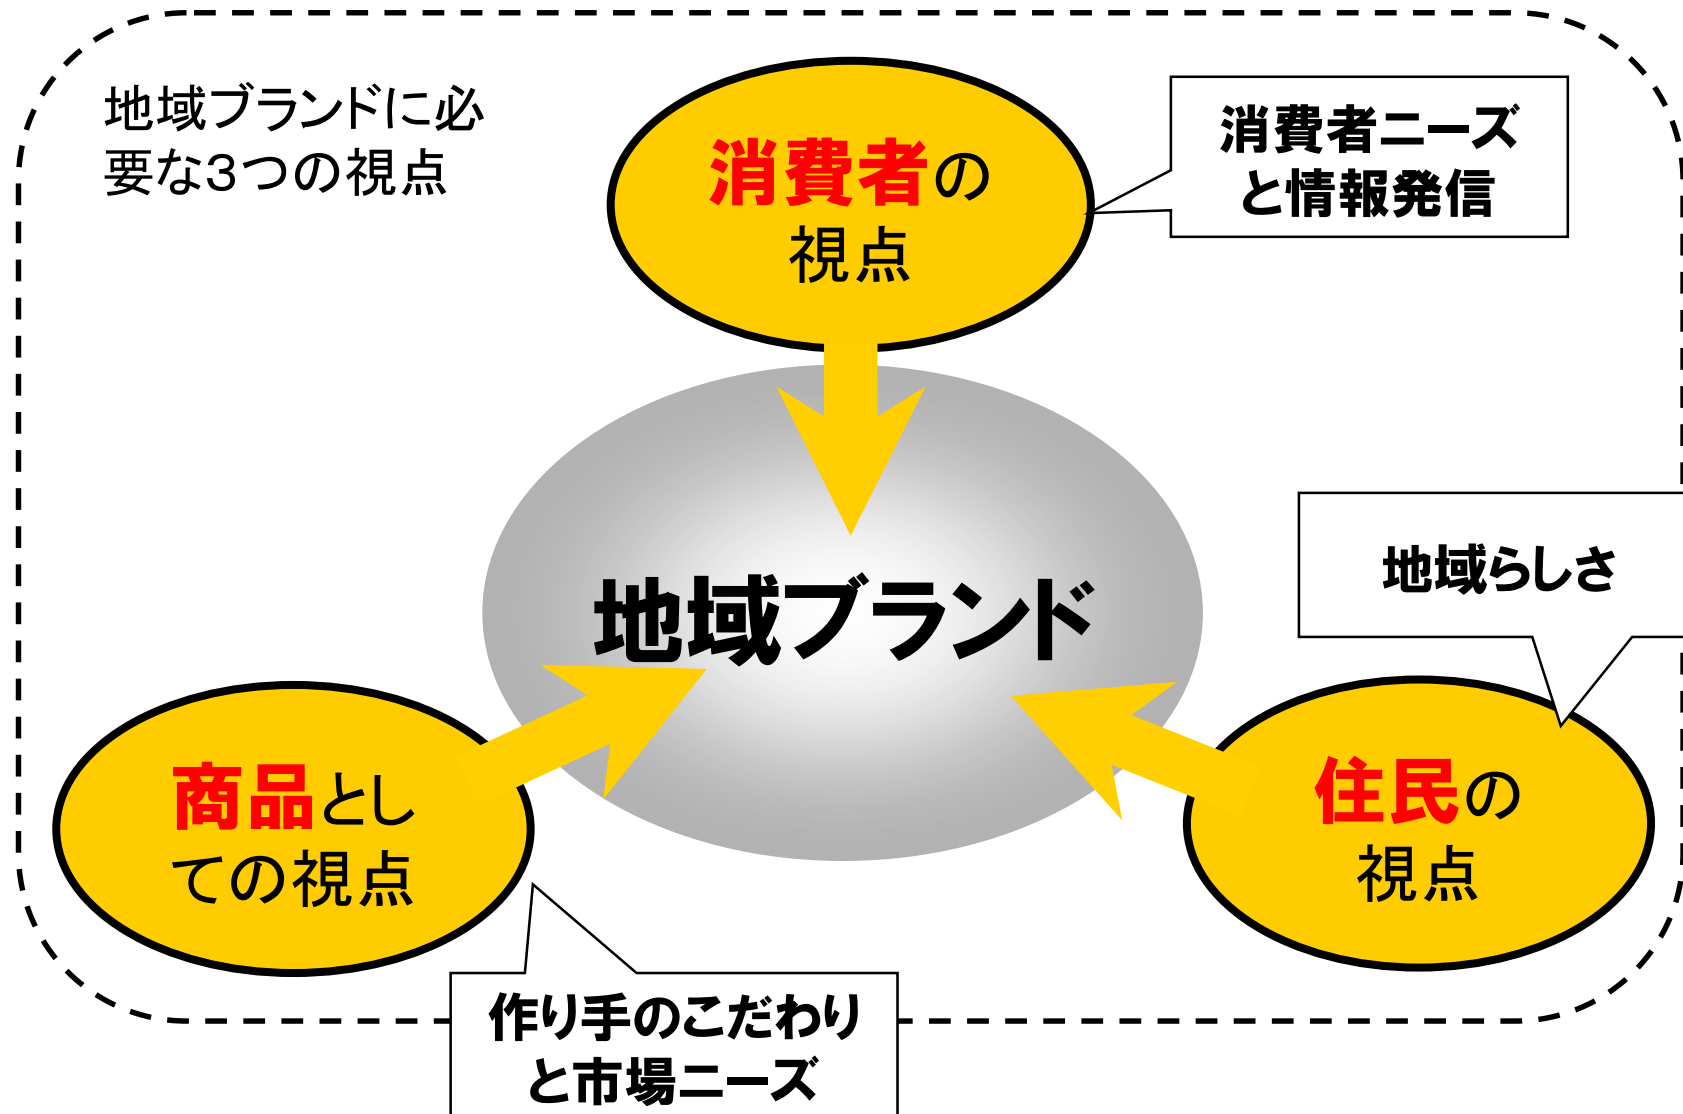 地域ブランドに必
要な３つの視点
消費者の
視点
消費者ニーズ
と情報発信
地域ブランド
地域らしさ
商品とし
ての視点
住民の
視点
作り手のこだわり
と市場ニーズ